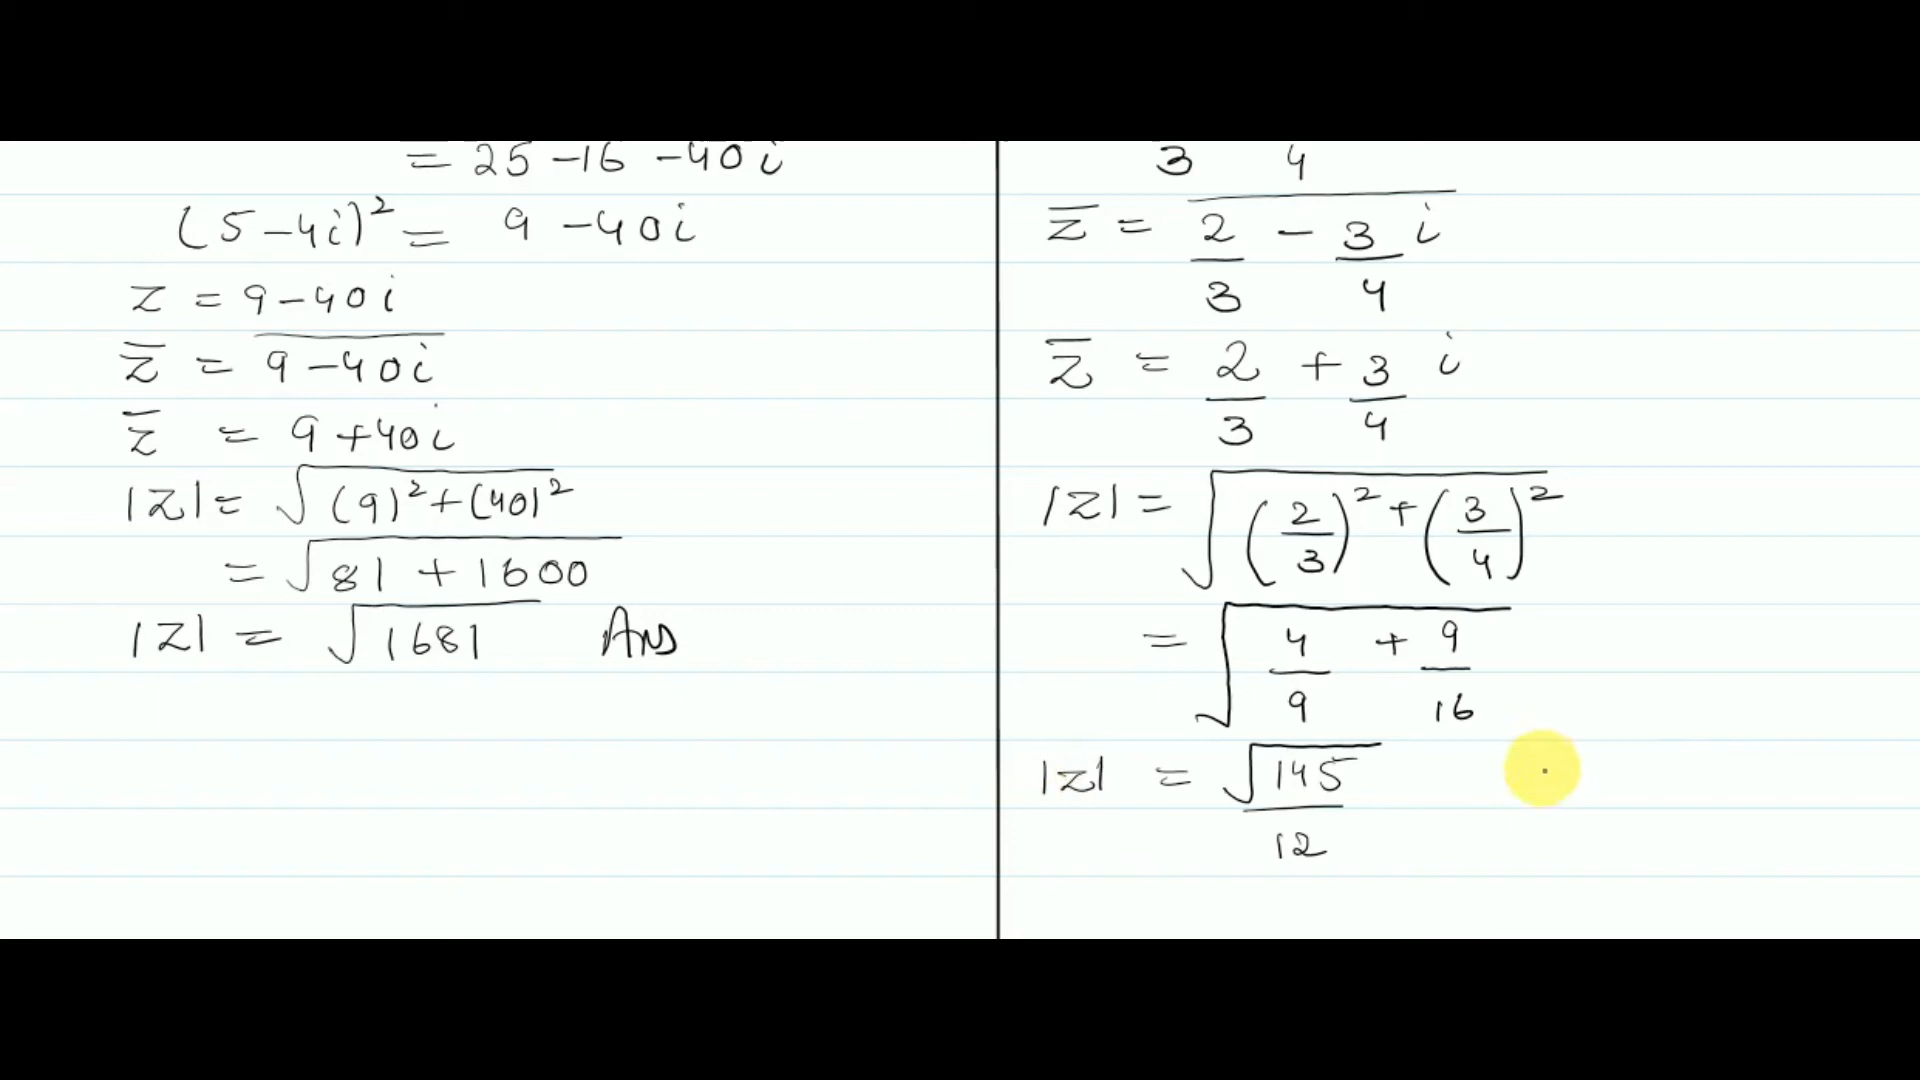 = 25 -16 -40i
(5-4i)² = 9 -40i
z = 9-40i
z̅ = 9-40i
z̅ = 9+40i
|z| = √(9)²+(40)²
= √81 + 1600
|z| = √1681 Ans
3 4
z̅ = 2/3 - 3/4 i
z̅ = 2/3 + 3/4 i
|z| = √(2/3)² + (3/4)²
= √4/9 + 9/16
|z| = √145/12